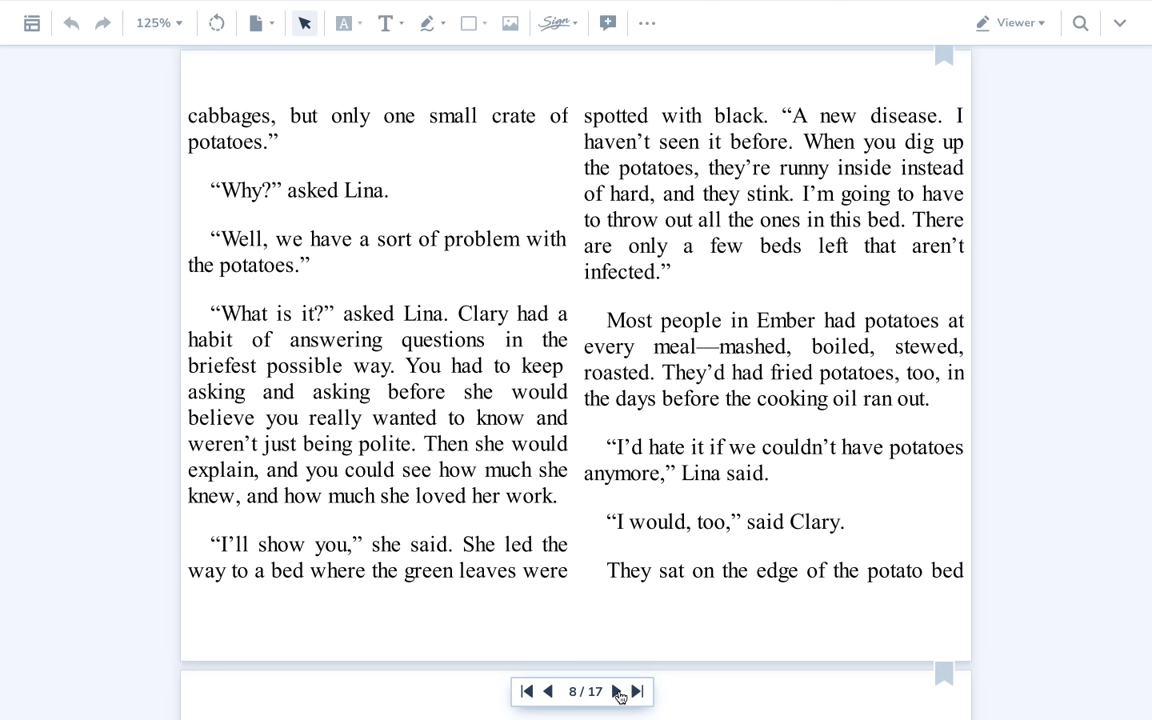 125%
A
T
Sign
Viewer
cabbages, but only one small crate of
potatoes.”
“Why?” asked Lina.
“Well, we have a sort of problem with
the potatoes.”
“What is it?” asked Lina. Clary had a
habit of answering questions in the
briefest possible way. You had to keep
asking and asking before she would
believe you really wanted to know and
weren’t just being polite. Then she would
explain, and you could see how much she
knew, and how much she loved her work.
“I’ll show you,” she said. She led the
way to a bed where the green leaves were
spotted with black. “A new disease. I
haven’t seen it before. When you dig up
the potatoes, they’re runny inside instead
of hard, and they stink. I’m going to have
to throw out all the ones in this bed. There
are only a few beds left that aren’t
infected.”
Most people in Ember had potatoes at
every meal—mashed, boiled, stewed,
roasted. They’d had fried potatoes, too, in
the days before the cooking oil ran out.
“I’d hate it if we couldn’t have potatoes
anymore,” Lina said.
“I would, too,” said Clary.
They sat on the edge of the potato bed
8 / 17